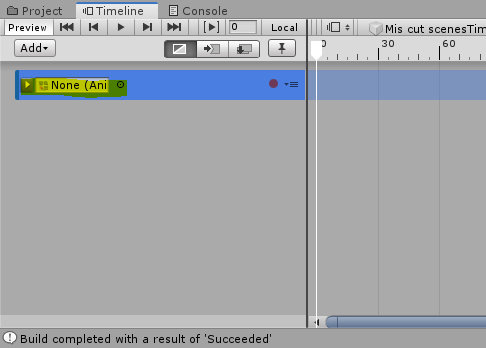 Project Timeline Console
Preview 0 Local Mis cut scenesTim
Add 0 30 60
None (Ani
Build completed with a result of 'Succeeded'